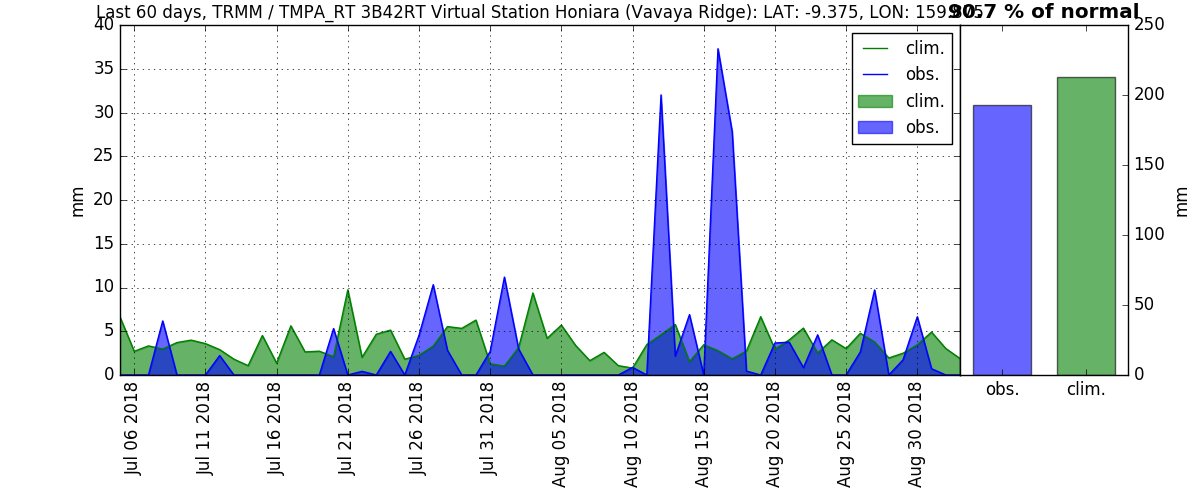 Last 60 days, TRMM / TMPA_RT 3B42RT Virtual Station Honiara (Vavaya Ridge): LAT: -9.375, LON: 159.875
90.7 % of normal
40
35
30
25
20
15
10
5
0
mm
clim.
obs.
clim.
obs.
250
200
150
100
50
0
mm
Jul 06 2018
Jul 11 2018
Jul 16 2018
Jul 21 2018
Jul 26 2018
Jul 31 2018
Aug 05 2018
Aug 10 2018
Aug 15 2018
Aug 20 2018
Aug 25 2018
Aug 30 2018
obs.
clim.